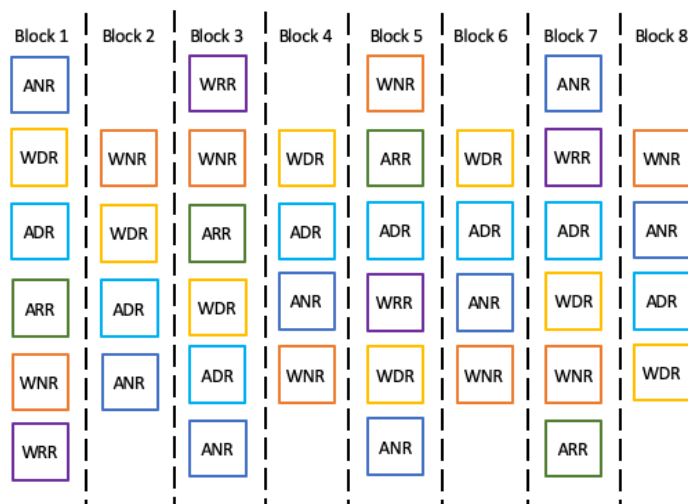 Block 1 Block 2 Block 3 Block 4 Block 5 Block 6 Block 7 Block 8
ANR WRR WNR ANR
WDR WNR WNR WDR ARR WDR WRR WNR
ADR WDR ARR ADR ADR ADR ADR ANR
ARR ADR WDR ANR WRR ANR WDR ADR
WNR ANR ADR WNR WDR WNR WNR WDR
WRR ANR ANR ARR